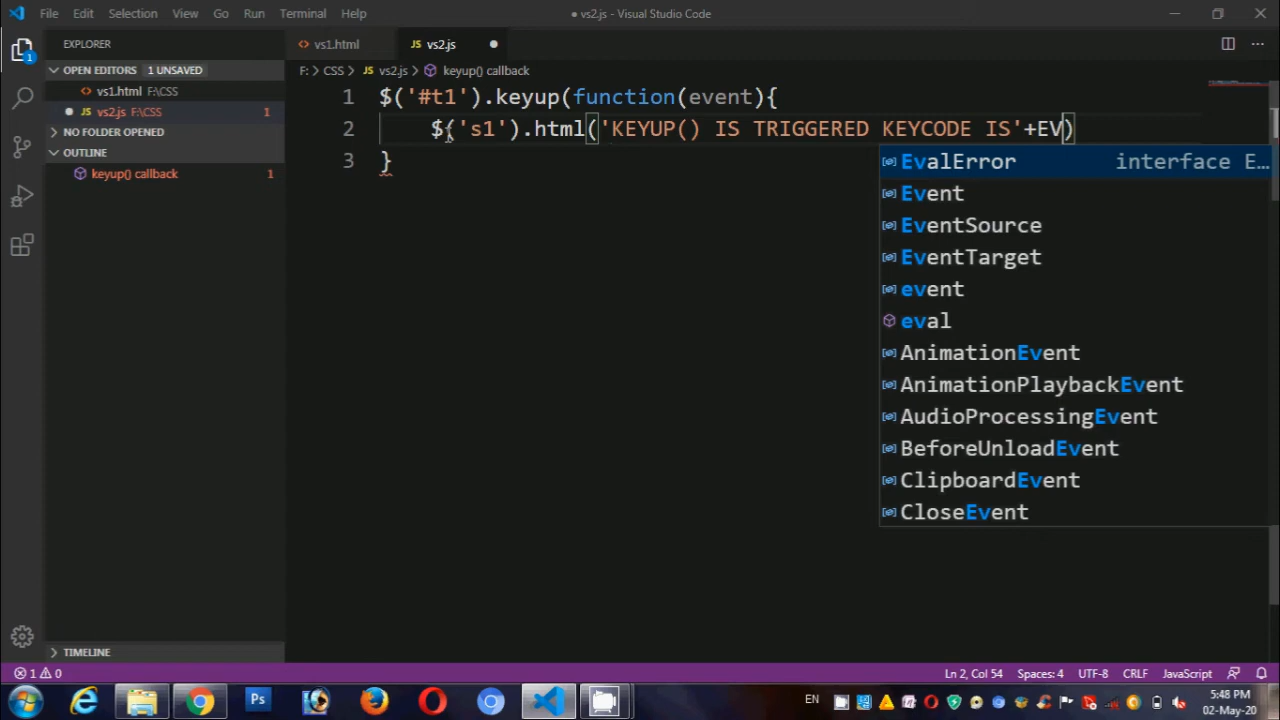 File Edit Selection View Go Run Terminal Help
● vs2.js - Visual Studio Code
EXPLORER
OPEN EDITORS 1 UNSAVED
vs1.html F:\CSS
vs2.js F:\CSS 1
NO FOLDER OPENED
OUTLINE
keyup() callback 1
TIMELINE
1
<> vs1.html
JS vs2.js
F: > CSS > JS vs2.js > keyup() callback
1 $('#t1').keyup(function(event){
2 $('s1').html('KEYUP() IS TRIGGERED KEYCODE IS'+EV)
3 }
EvalError interface E…
Event
EventSource
EventTarget
event
eval
AnimationEvent
AnimationPlaybackEvent
AudioProcessingEvent
BeforeUnloadEvent
ClipboardEvent
CloseEvent
1 0
Ln 2, Col 54 Spaces: 4 UTF-8 CRLF JavaScript
Ps
EN
5:48 PM
02-May-20